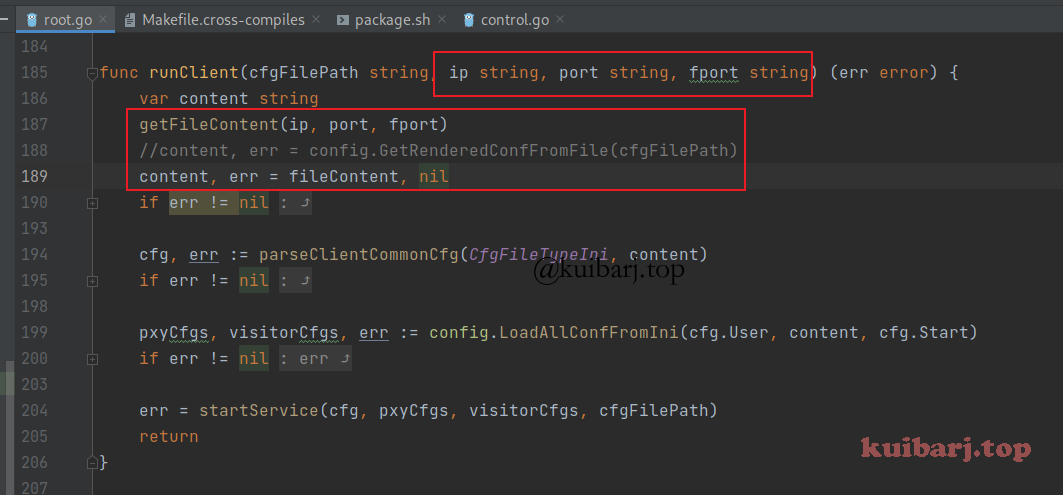 root.go
Makefile.cross-compiles
package.sh
control.go
184
185 func runClient(cfgFilePath string, ip string, port string, fport string) (err error) {
186 var content string
187 getFileContent(ip, port, fport)
188 //content, err = config.GetRenderedConfFromFile(cfgFilePath)
189 content, err = fileContent, nil
190 if err != nil :
193
194 cfg, err := parseClientCommonCfg(CfgFileTypeIni, content)
@kuibarj.top
195 if err != nil :
198
199 pxyCfgs, visitorCfgs, err := config.LoadAllConfFromIni(cfg.User, content, cfg.Start)
200 if err != nil : err
203
204 err = startService(cfg, pxyCfgs, visitorCfgs, cfgFilePath)
205 return
kuibarj.top
206 }
207